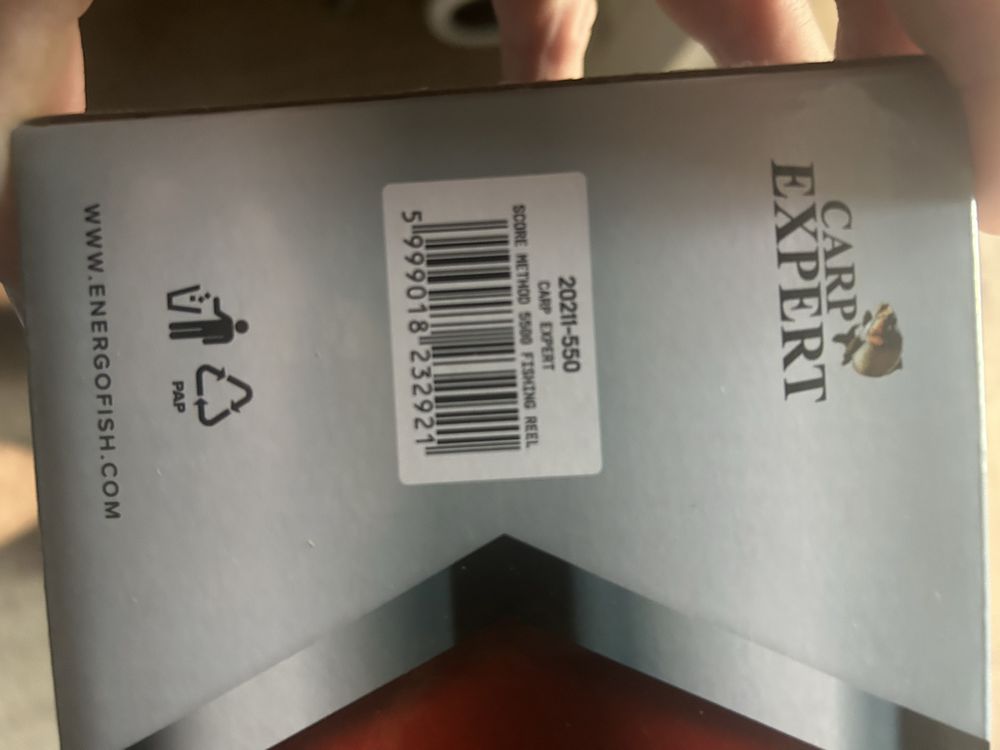 CARP
EXPERT
20211-550
CARP EXPERT
SCORE METHOD 5500 FISHING REEL
5 999018 232921
PAP
WWW.ENERGOFISH.COM